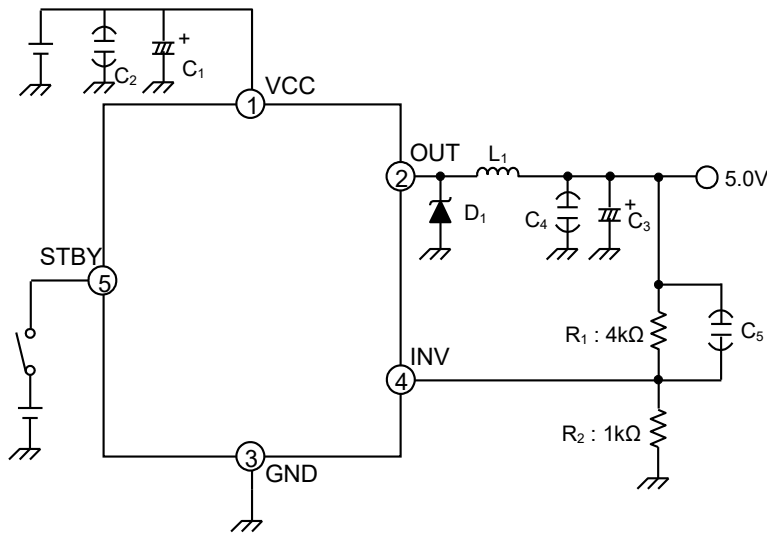 C₂
C₁
+
VCC
1
OUT
2
L₁
5.0V
D₁
C₄
C₃
+
STBY
5
R₁ : 4kΩ
C₅
INV
4
R₂ : 1kΩ
3
GND